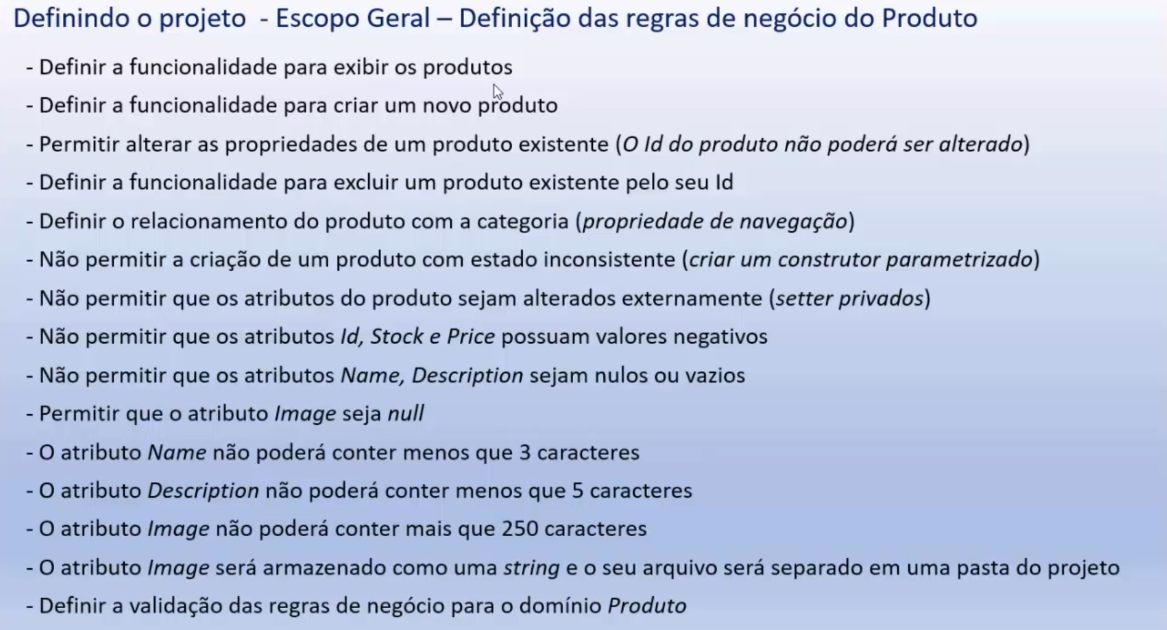 Definindo o projeto - Escopo Geral – Definição das regras de negócio do Produto
- Definir a funcionalidade para exibir os produtos
- Definir a funcionalidade para criar um novo produto
- Permitir alterar as propriedades de um produto existente (O Id do produto não poderá ser alterado)
- Definir a funcionalidade para excluir um produto existente pelo seu Id
- Definir o relacionamento do produto com a categoria (propriedade de navegação)
- Não permitir a criação de um produto com estado inconsistente (criar um construtor parametrizado)
- Não permitir que os atributos do produto sejam alterados externamente (setter privados)
- Não permitir que os atributos Id, Stock e Price possuam valores negativos
- Não permitir que os atributos Name, Description sejam nulos ou vazios
- Permitir que o atributo Image seja null
- O atributo Name não poderá conter menos que 3 caracteres
- O atributo Description não poderá conter menos que 5 caracteres
- O atributo Image não poderá conter mais que 250 caracteres
- O atributo Image será armazenado como uma string e o seu arquivo será separado em uma pasta do projeto
- Definir a validação das regras de negócio para o domínio Produto